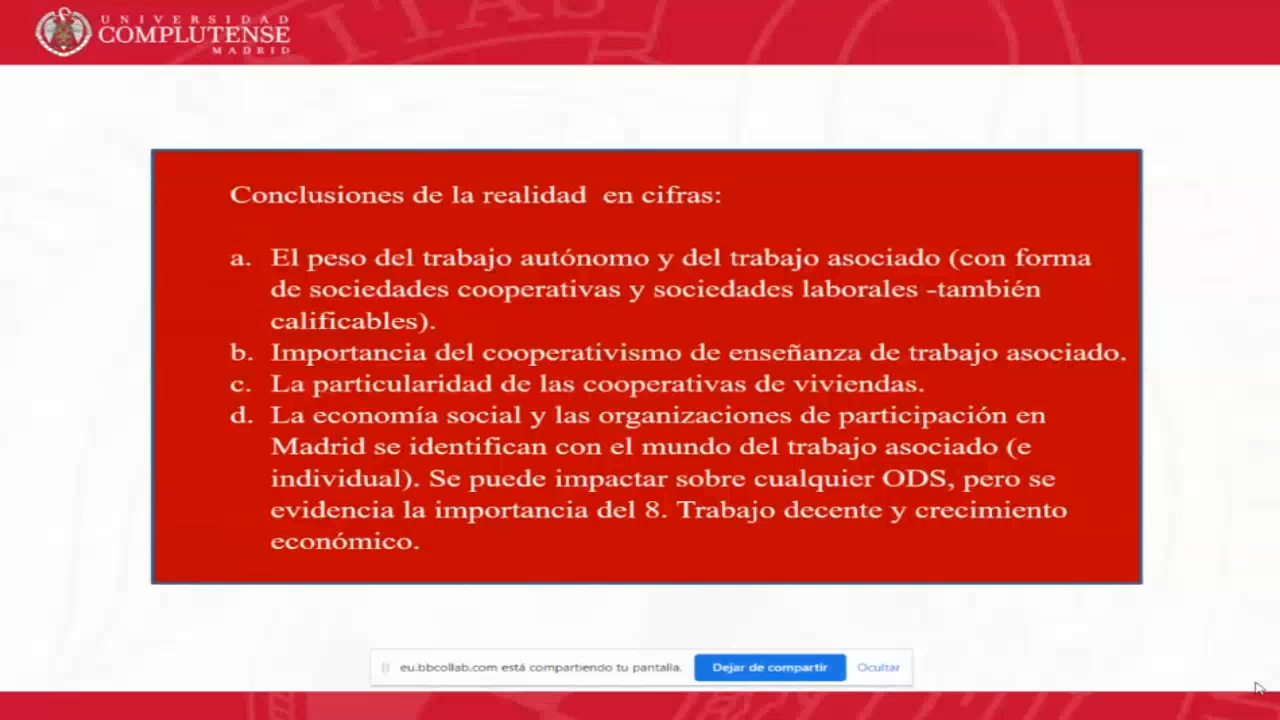 UNIVERSIDAD
COMPLUTENSE
MADRID
Conclusiones de la realidad en cifras:
a. El peso del trabajo autónomo y del trabajo asociado (con forma
de sociedades cooperativas y sociedades laborales -también
calificables).
b. Importancia del cooperativismo de enseñanza de trabajo asociado.
c. La particularidad de las cooperativas de viviendas.
d. La economía social y las organizaciones de participación en
Madrid se identifican con el mundo del trabajo asociado (e
individual). Se puede impactar sobre cualquier ODS, pero se
evidencia la importancia del 8. Trabajo decente y crecimiento
económico.
eu.bbcollab.com está compartiendo tu pantalla. Dejar de compartir Ocultar